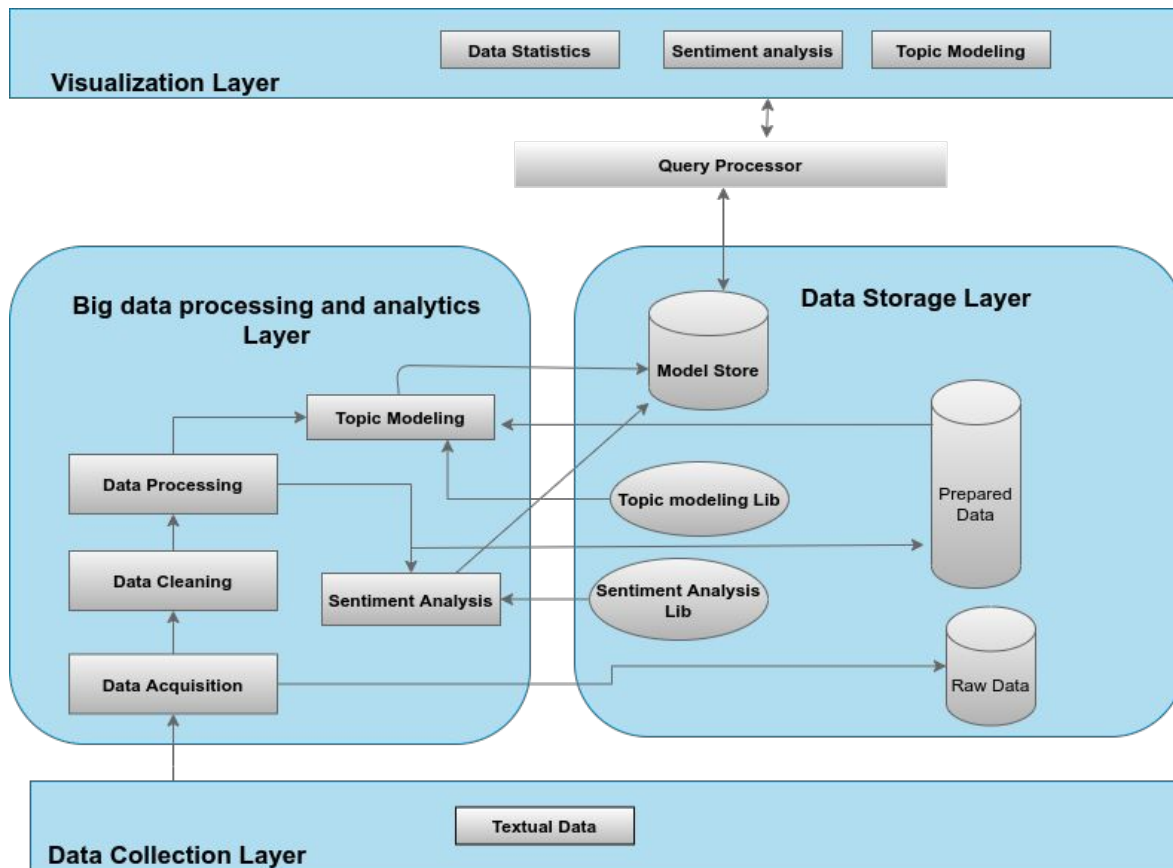 Data Statistics
Sentiment analysis
Topic Modeling
Visualization Layer
Query Processor
Big data processing and analytics
Layer
Data Storage Layer
Model Store
Topic Modeling
Data Processing
Topic modeling Lib
Prepared
Data
Data Cleaning
Sentiment Analysis
Sentiment Analysis
Lib
Data Acquisition
Raw Data
Textual Data
Data Collection Layer